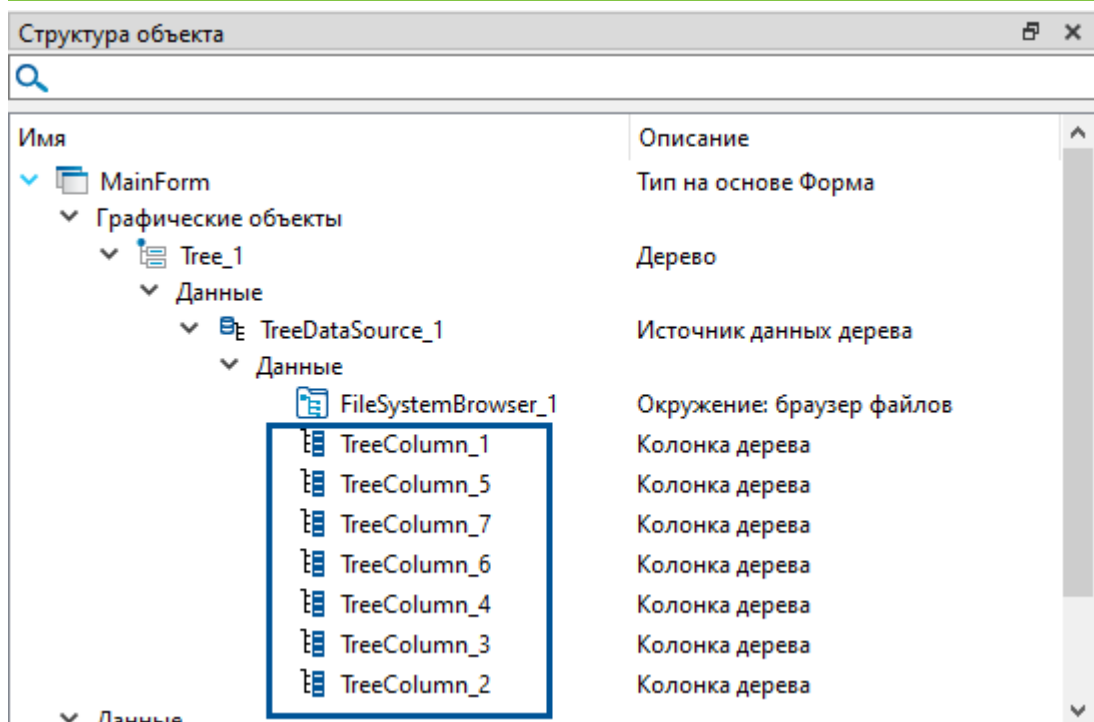 Структура объекта
Имя Описание
MainForm Тип на основе Форма
Графические объекты
Tree_1 Дерево
Данные
TreeDataSource_1 Источник данных дерева
Данные
FileSystemBrowser_1 Окружение: браузер файлов
TreeColumn_1 Колонка дерева
TreeColumn_5 Колонка дерева
TreeColumn_7 Колонка дерева
TreeColumn_6 Колонка дерева
TreeColumn_4 Колонка дерева
TreeColumn_3 Колонка дерева
TreeColumn_2 Колонка дерева
Данные